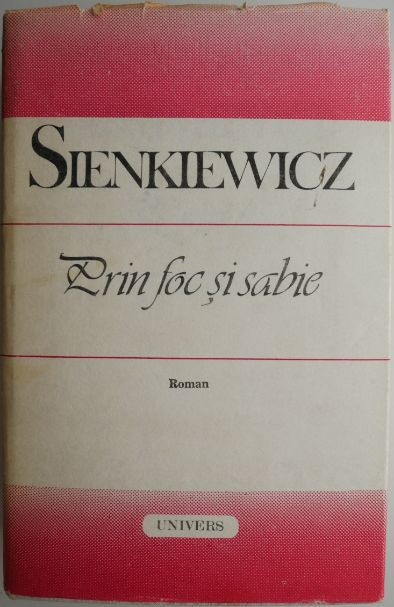 SIENKIEWICZ
Prin foc și sabie
Roman
UNIVERS